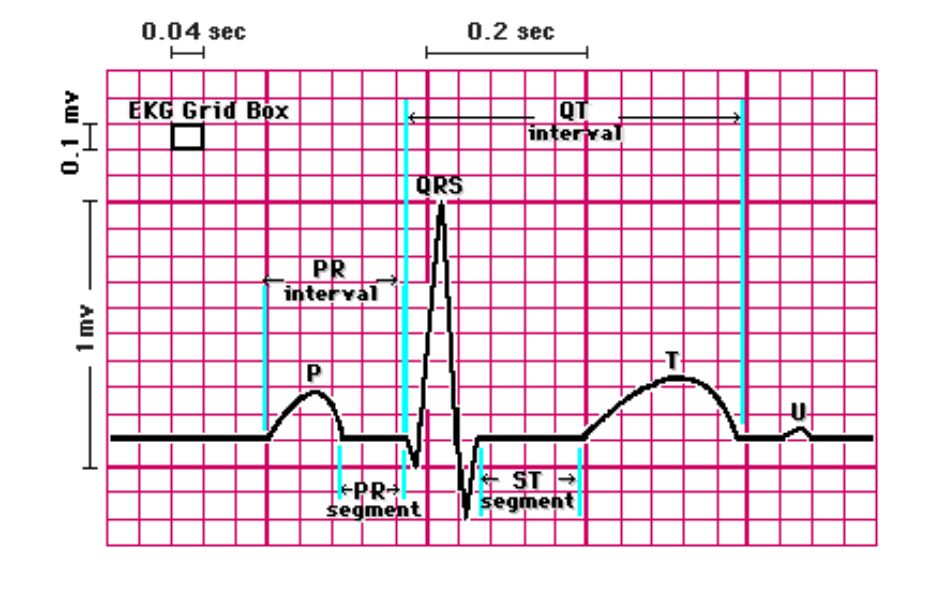 0.04 sec
0.2 sec
0.1 mv
EKG Grid Box
QT
interval
QRS
PR
interval
1 mv
P
T
U
PR
segment
ST
segment